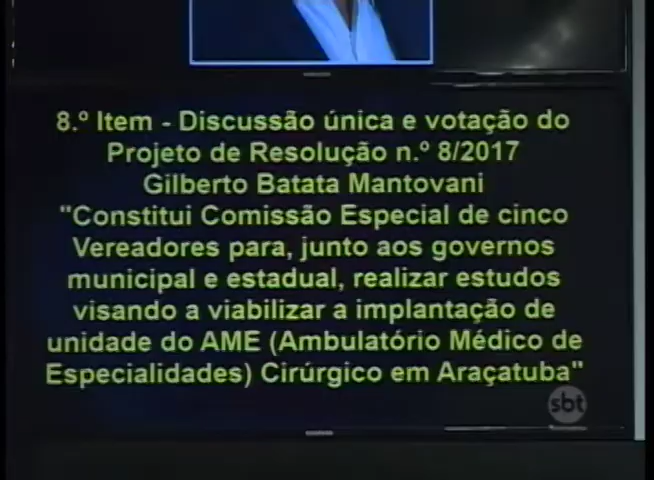 8.º Item - Discussão única e votação do
Projeto de Resolução n.º 8/2017
Gilberto Batata Mantovani
"Constitui Comissão Especial de cinco
Vereadores para, junto aos governos
municipal e estadual, realizar estudos
visando a viabilizar a implantação de
unidade do AME (Ambulatório Médico de
Especialidades) Cirúrgico em Araçatuba"
sbt